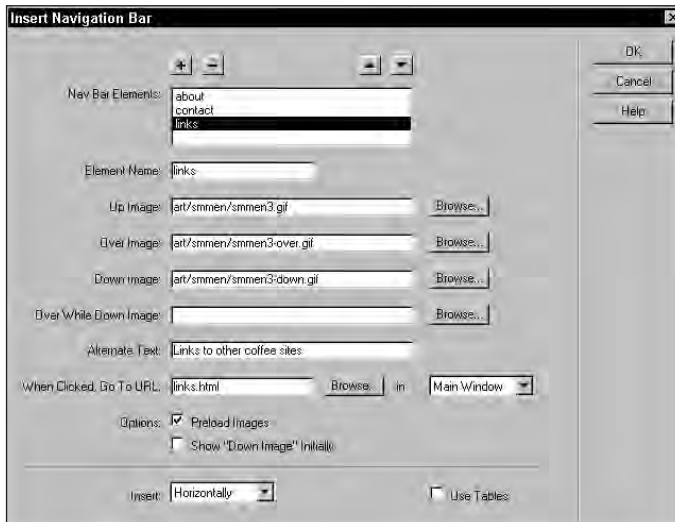 Insert Navigation Bar
OK
Nav Bar Elements:
about
contact
links
Cancel
Help
Element Name: links
Up Image: art/smmen/smmen3.gif Browse...
Over Image: art/smmen/smmen3-over.gif Browse...
Down Image: art/smmen/smmen3-down.gif Browse...
Over While Down Image: Browse...
Alternate Text: Links to other coffee sites
When Clicked, Go To URL: links.html Browse... in Main Window
Options: Preload Images
Show "Down Image" Initially
Insert: Horizontally Use Tables